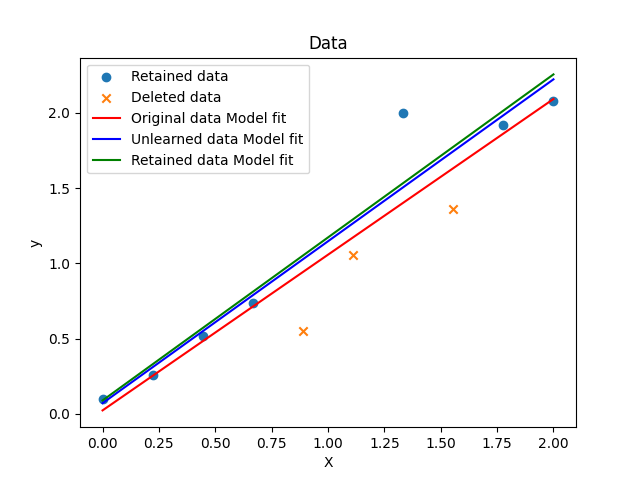 Data
Retained data
Deleted data
Original data Model fit
Unlearned data Model fit
Retained data Model fit
y
2.0
1.5
1.0
0.5
0.0
0.00 0.25 0.50 0.75 1.00 1.25 1.50 1.75 2.00
X